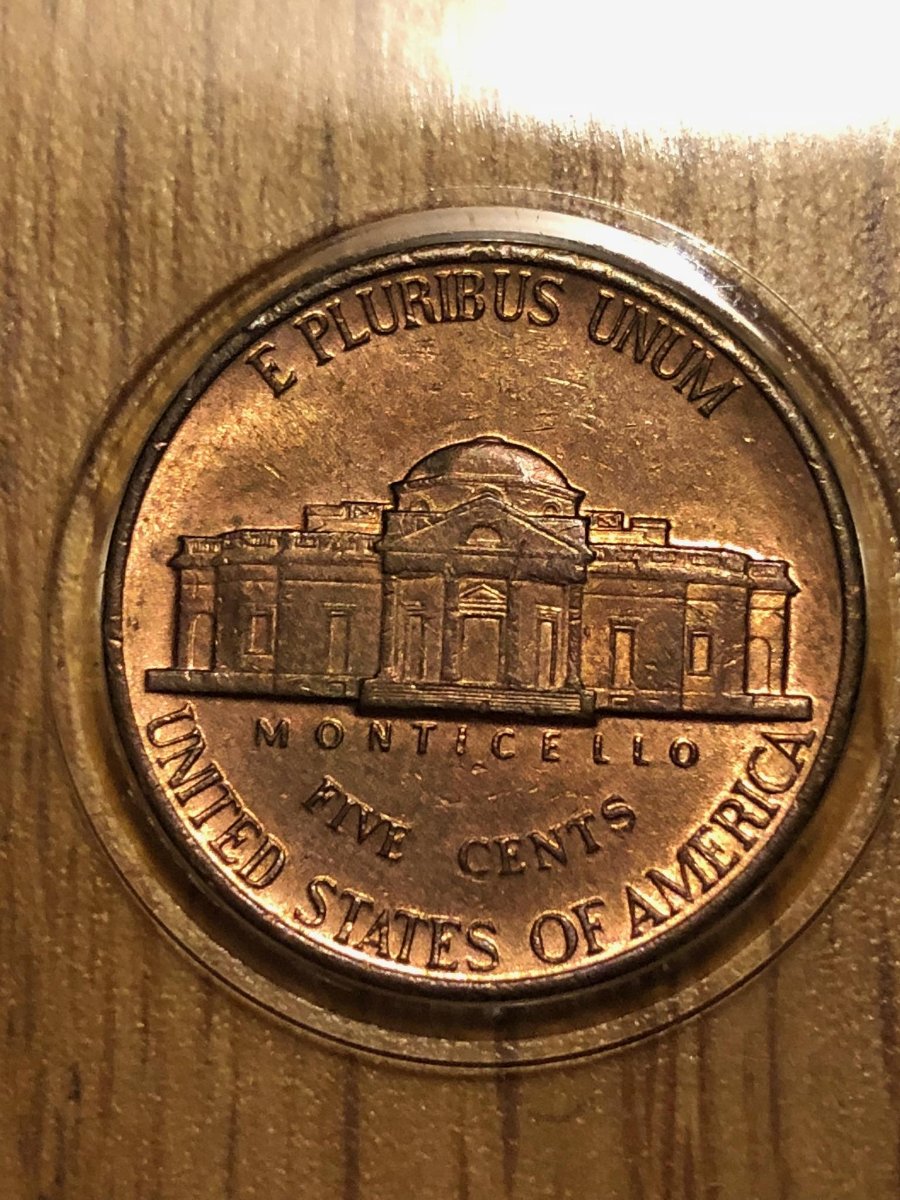 E PLURIBUS UNUM
MONTICELLO
FIVE CENTS
UNITED STATES OF AMERICA